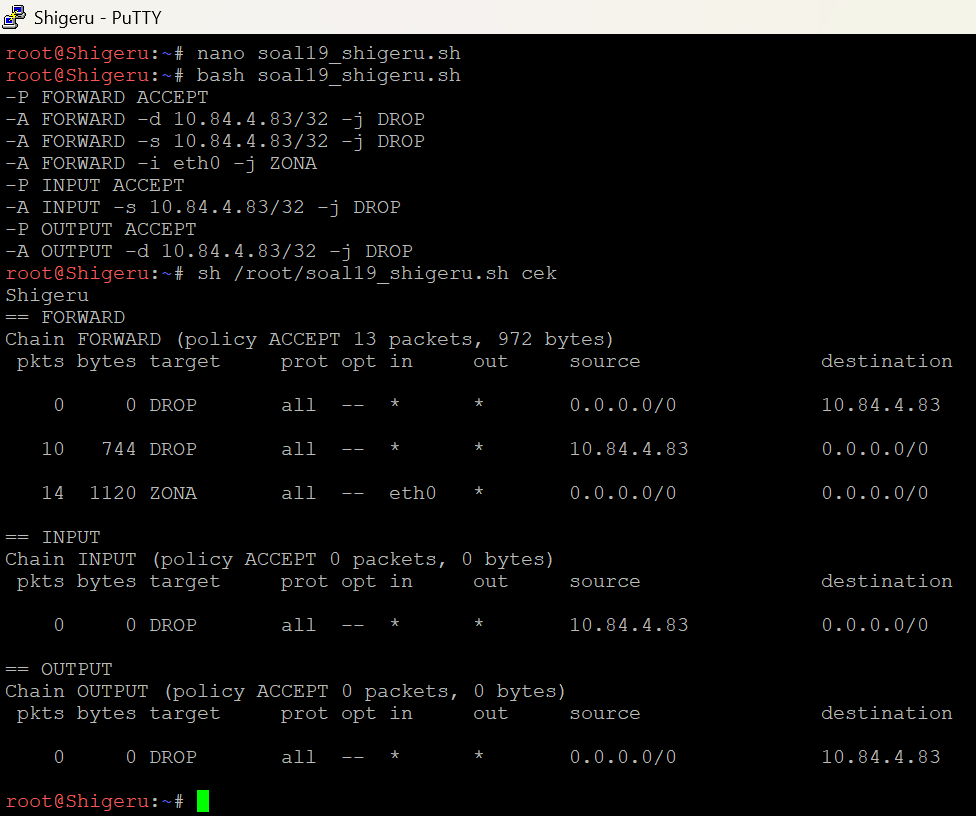 Shigeru - PuTTY
root@Shigeru:~# nano soal19_shigeru.sh
root@Shigeru:~# bash soal19_shigeru.sh
-P FORWARD ACCEPT
-A FORWARD -d 10.84.4.83/32 -j DROP
-A FORWARD -s 10.84.4.83/32 -j DROP
-A FORWARD -i eth0 -j ZONA
-P INPUT ACCEPT
-A INPUT -s 10.84.4.83/32 -j DROP
-P OUTPUT ACCEPT
-A OUTPUT -d 10.84.4.83/32 -j DROP
root@Shigeru:~# sh /root/soal19_shigeru.sh cek
Shigeru
== FORWARD
Chain FORWARD (policy ACCEPT 13 packets, 972 bytes)
 pkts bytes target     prot opt in     out     source               destination
    0     0 DROP       all  --  *      *       0.0.0.0/0            10.84.4.83
   10   744 DROP       all  --  *      *       10.84.4.83           0.0.0.0/0
   14  1120 ZONA       all  --  eth0   *       0.0.0.0/0            0.0.0.0/0
== INPUT
Chain INPUT (policy ACCEPT 0 packets, 0 bytes)
 pkts bytes target     prot opt in     out     source               destination
    0     0 DROP       all  --  *      *       10.84.4.83           0.0.0.0/0
== OUTPUT
Chain OUTPUT (policy ACCEPT 0 packets, 0 bytes)
 pkts bytes target     prot opt in     out     source               destination
    0     0 DROP       all  --  *      *       0.0.0.0/0            10.84.4.83
root@Shigeru:~#